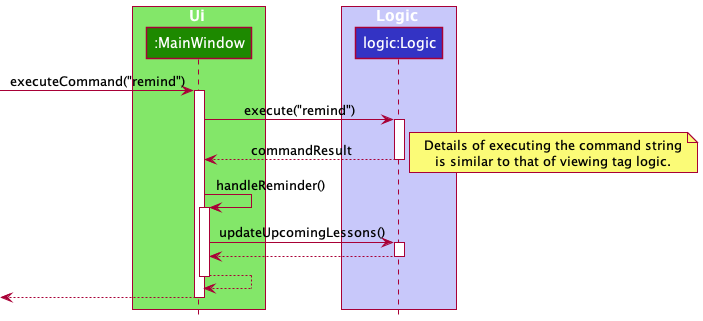 Ui
Logic
:MainWindow
logic:Logic
executeCommand("remind")
execute("remind")
Details of executing the command string
is similar to that of viewing tag logic.
commandResult
handleReminder()
updateUpcomingLessons()